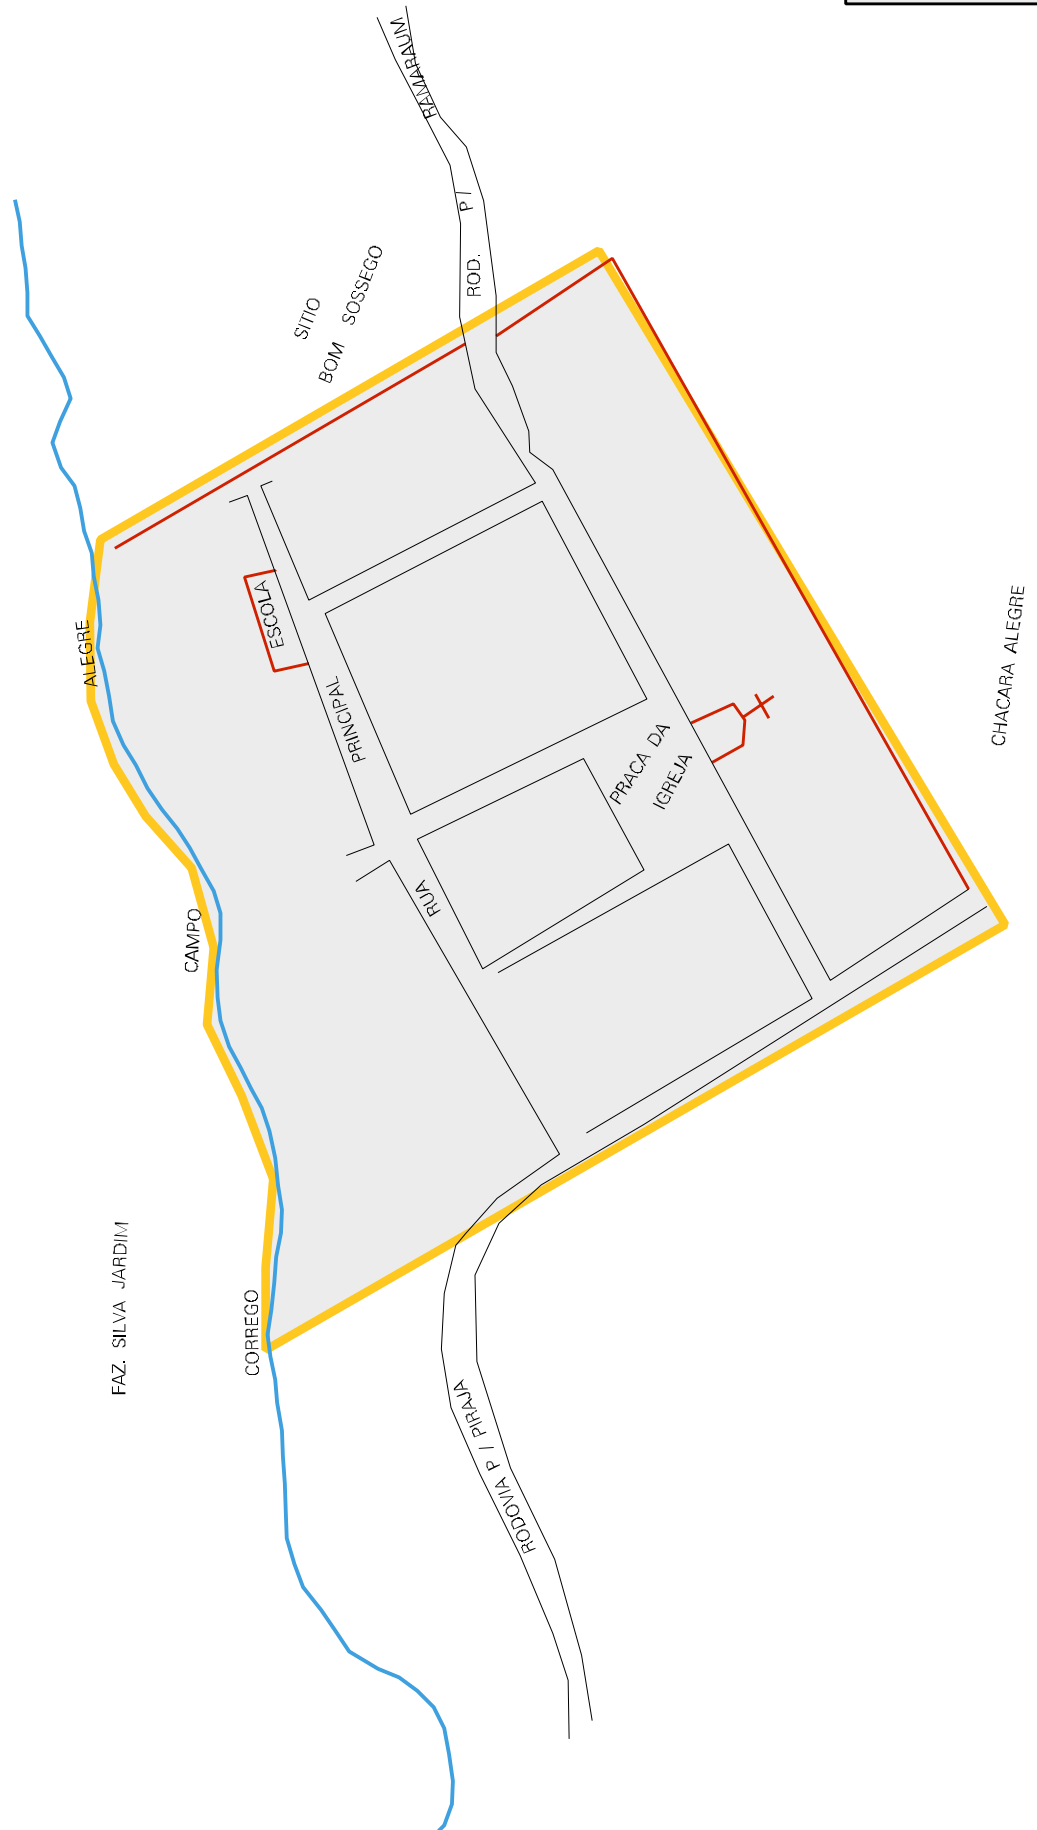 RAMARAUM
P /
ROD.
SITIO
BOM SOSSEGO
ALEGRE
ESCOLA
CHACARA ALEGRE
PRINCIPAL
PRACA DA
IGREJA
RUA
CAMPO
FAZ. SILVA JARDIM
CORREGO
RODOVIA P / PIRAJA